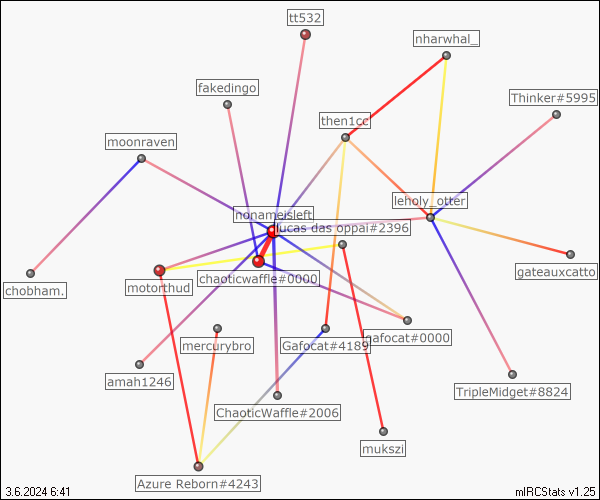 tt532
nharwhal_
fakedingo
Thinker#5995
then1cc
moonraven
leholy_otter
nonameisleft
lucas das oppai#2396
gateauxcatto
chaoticwaffle#0000
motorthud
chobham.
gafocat#0000
mercurybro
Gafocat#4189
amah1246
TripleMidget#8824
ChaoticWaffle#2006
mukszi
Azure Reborn#4243
3.6.2024 6:41
mIRCStats v1.25